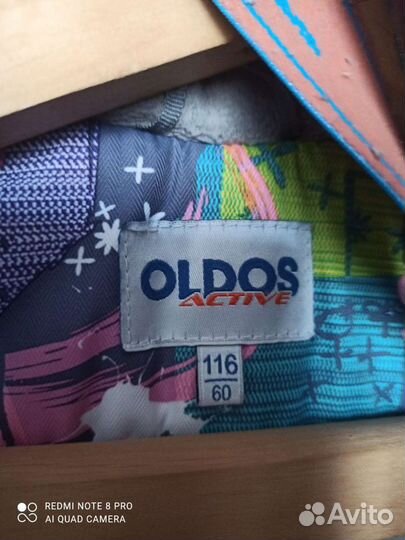 OLDOS
ACTIVE
116
60
REDMI NOTE 8 PRO
AI QUAD CAMERA
Avito